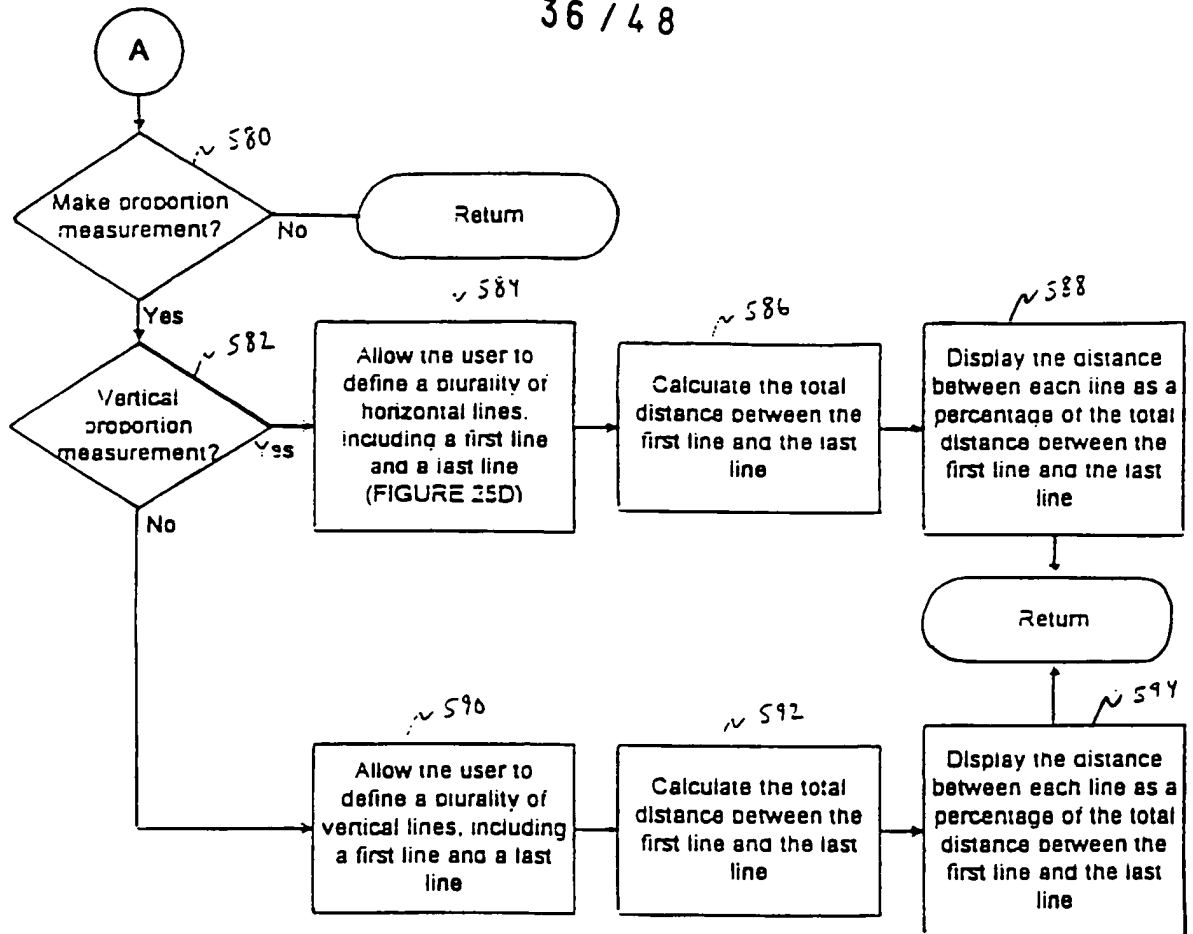 36/48
A
580
Make proportion
measurement?
No
Return
Yes
582
Vertical
proportion
measurement?
Yes
No
584
Allow the user to
define a plurality of
horizontal lines,
including a first line
and a last line
(FIGURE 25D)
586
Calculate the total
distance between the
first line and the last
line
588
Display the distance
between each line as a
percentage of the total
distance between the
first line and the last
line
Return
590
Allow the user to
define a plurality of
vertical lines, including
a first line and a last
line
592
Calculate the total
distance between the
first line and the last
line
594
Display the distance
between each line as a
percentage of the total
distance between the
first line and the last
line